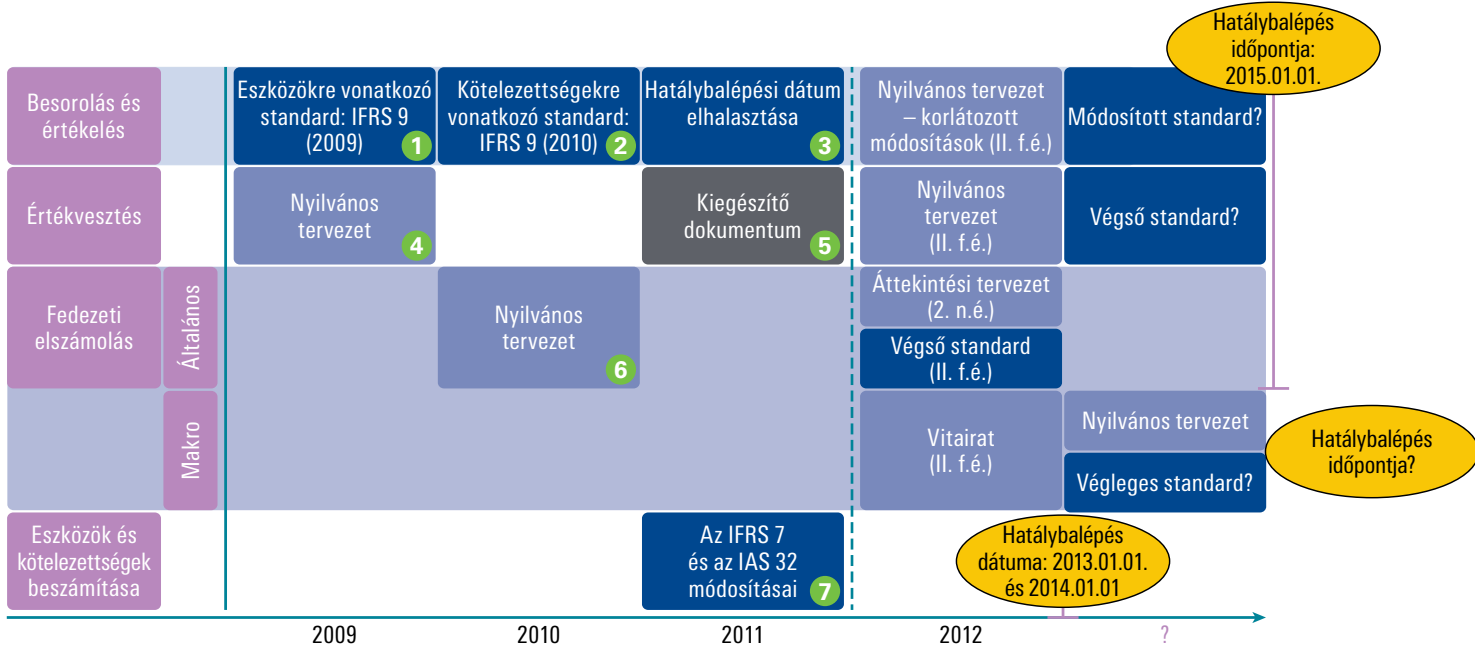 Hatálybalépés
időpontja:
2015.01.01.
Besorolás és
értékelés
Eszközökre vonatkozó
standard: IFRS 9
(2009) 1
Kötelezettségekre
vonatkozó standard:
IFRS 9 (2010) 2
Hatálybalépési dátum
elhalasztása
3
Nyilvános tervezet
– korlátozott
módosítások (II. f.é.)
Módosított standard?
Értékvesztés
Nyilvános
tervezet
4
Kiegészítő
dokumentum
5
Nyilvános
tervezet
(II. f.é.)
Végső standard?
Fedezeti
elszámolás
Általános
Nyilvános
tervezet
6
Áttekintési tervezet
(2. n.é.)
Végső standard
(II. f.é.)
Makro
Vitairat
(II. f.é.)
Nyilvános tervezet
Végleges standard?
Hatálybalépés
időpontja?
Eszközök és
kötelezettségek
beszámítása
Az IFRS 7
és az IAS 32
módosításai 7
Hatálybalépés
dátuma: 2013.01.01.
és 2014.01.01
2009 2010 2011 2012 ?